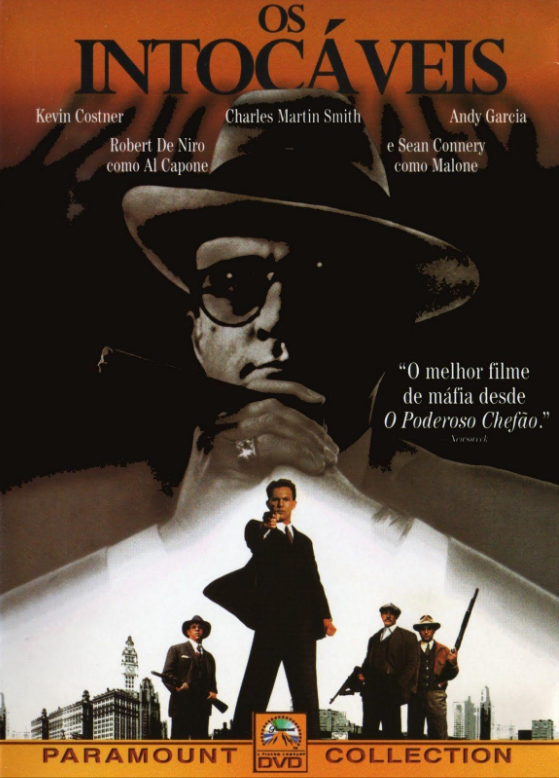 OS
INTOCÁVEIS
Kevin Costner
Charles Martin Smith
Andy Garcia
Robert De Niro
como Al Capone
e Sean Connery
como Malone
“O melhor filme
de máfia desde
O Poderoso Chefão.”
— Newsweek
PARAMOUNT
DVD
COLLECTION